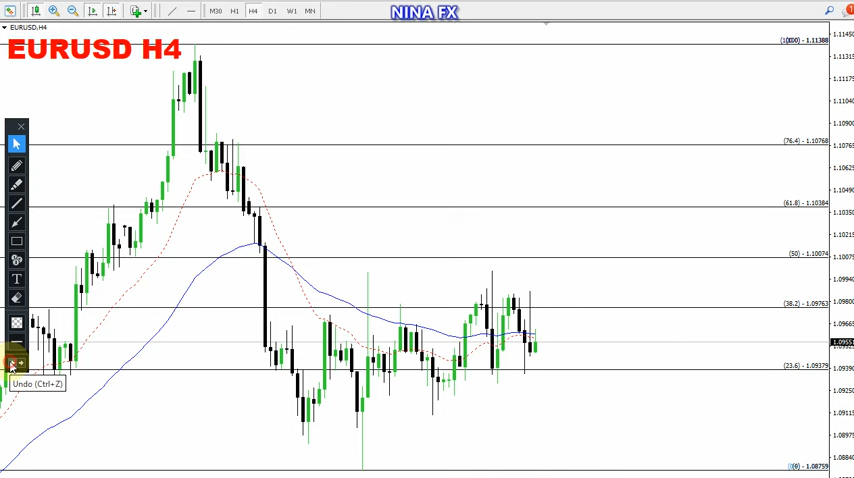 M30 H1 H4 D1 W1 MN
NINA FX
EURUSD,H4
EURUSD H4
1.11388
(76.4) - 1.10768
(61.8) - 1.10384
(50) - 1.10074
(38.2) - 1.09763
(23.6) - 1.09379
(0) - 1.08759
1.11450
1.11315
1.11180
1.11040
1.10900
1.10765
1.10625
1.10490
1.10350
1.10215
1.10075
1.09940
1.09800
1.09665
1.0955
1.09390
1.09250
1.09115
1.08975
1.08840
T
Undo (Ctrl+Z)